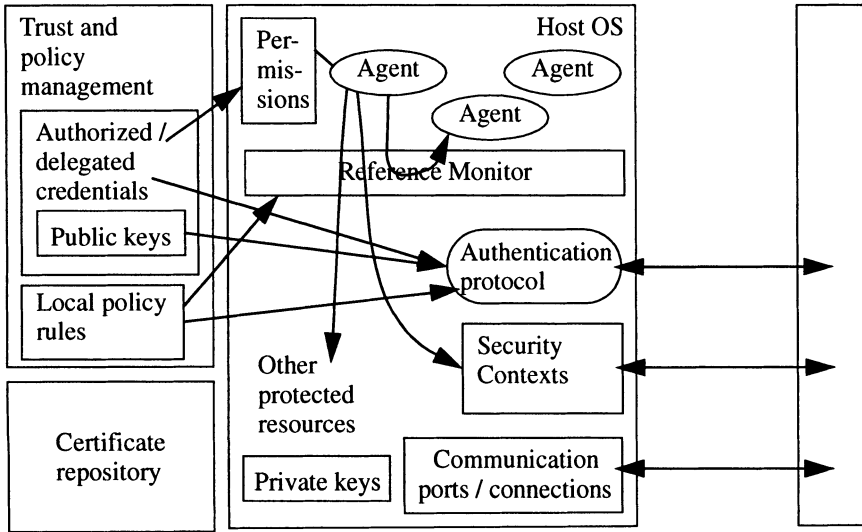 Trust and
policy
management
Authorized /
delegated
credentials
Public keys
Local policy
rules
Certificate
repository
Host OS
Per-
mis-
sions
Agent
Agent
Agent
Reference Monitor
Authentication
protocol
Security
Contexts
Other
protected
resources
Private keys
Communication
ports / connections